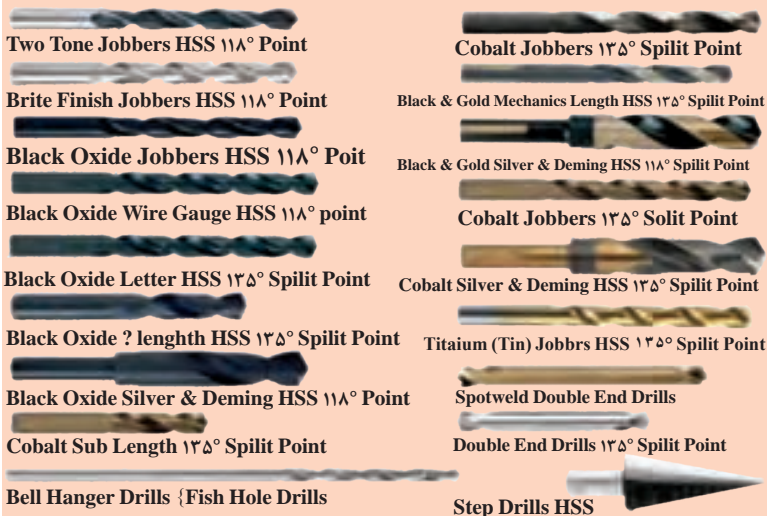 Two Tone Jobbers HSS ۱۱۸° Point
Brite Finish Jobbers HSS ۱۱۸° Point
Black Oxide Jobbers HSS ۱۱۸° Poit
Black Oxide Wire Gauge HSS ۱۱۸° point
Black Oxide Letter HSS ۱۳۵° Spilit Point
Black Oxide ? lenghth HSS ۱۳۵° Spilit Point
Black Oxide Silver & Deming HSS ۱۱۸° Point
Cobalt Sub Length ۱۳۵° Spilit Point
Bell Hanger Drills {Fish Hole Drills
Cobalt Jobbers ۱۳۵° Spilit Point
Black & Gold Mechanics Length HSS ۱۳۵° Spilit Point
Black & Gold Silver & Deming HSS ۱۱۸° Spilit Point
Cobalt Jobbers ۱۳۵° Solit Point
Cobalt Silver & Deming HSS ۱۳۵° Spilit Point
Titaium (Tin) Jobbrs HSS ۱۳۵° Spilit Point
Spotweld Double End Drills
Double End Drills ۱۳۵° Spilit Point
Step Drills HSS